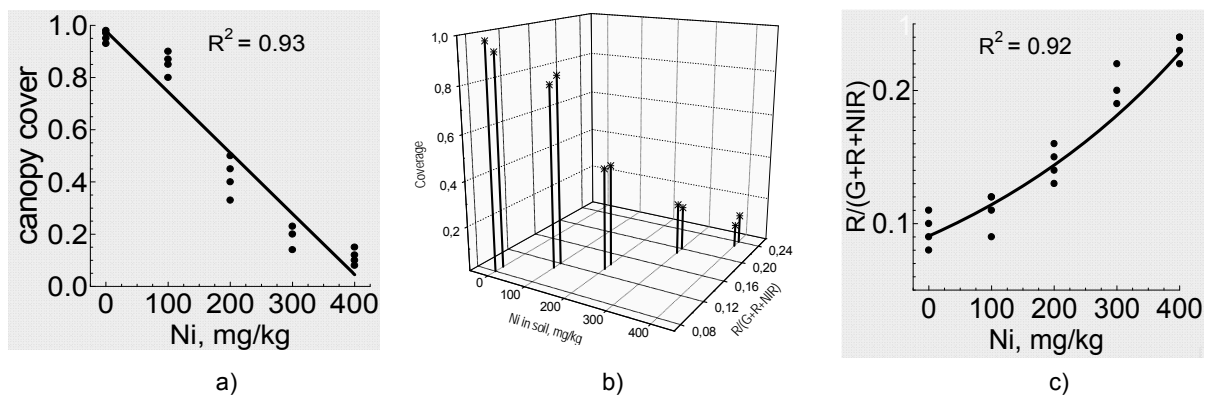 1.0
0.8
0.6
0.4
0.2
0.0
canopy cover
R² = 0.93
0 100 200 300 400
Ni, mg/kg
a)
1,0
0,8
0,6
0,4
0,2
Coverage
0
100
200
300
400
Ni in soil, mg/kg
0,24
0,20
0,16
0,12
0,08
R/(G+R+NIR)
b)
R² = 0.92
0.2
0.1
R/(G+R+NIR)
0 100 200 300 400
Ni, mg/kg
c)